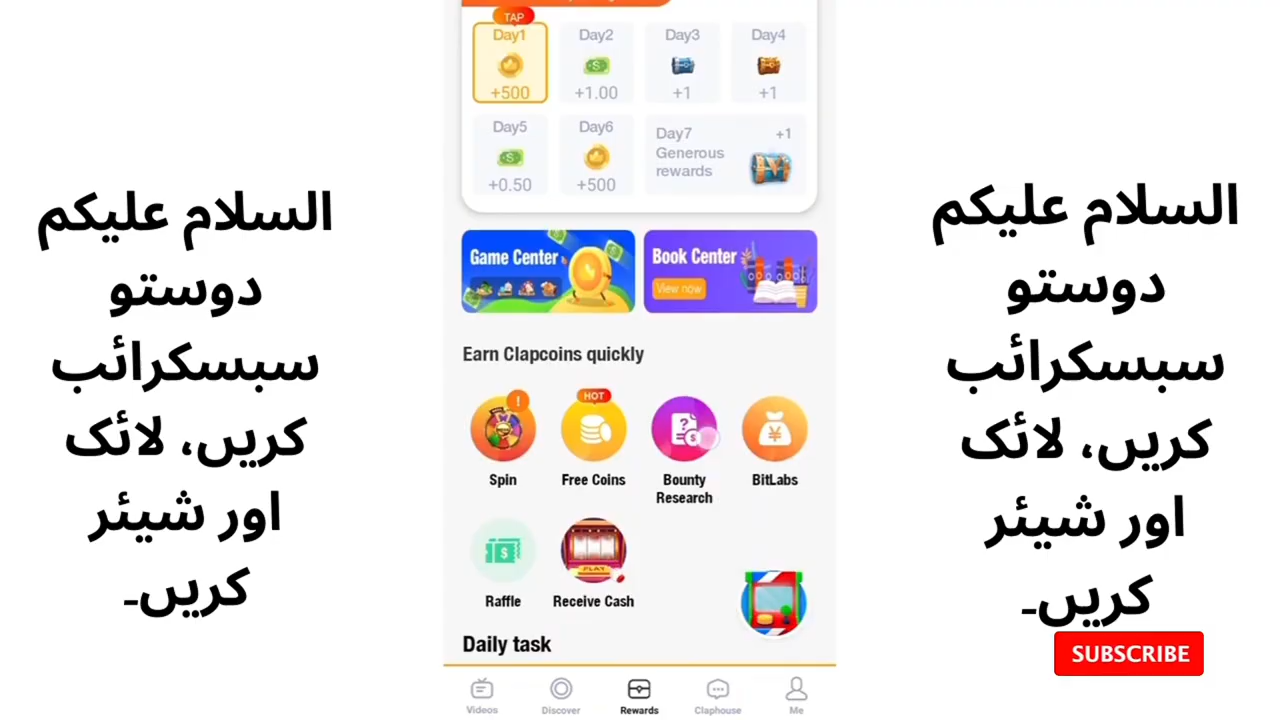 السلام علیکم
دوستو
سبسکرائب
کریں، لائک
اور شیئر
کریں۔
TAP
Day1
Day2
Day3
Day4
+500
+1.00
+1
+1
Day5
Day6
Day7
+1
Generous
rewards
+0.50
+500
Game Center
Book Center
View now
Earn Clapcoins quickly
HOT
Spin
Free Coins
Bounty
Research
BitLabs
PLAY
Raffle
Receive Cash
Daily task
Videos
Discover
Rewards
Claphouse
Me
السلام علیکم
دوستو
سبسکرائب
کریں، لائک
اور شیئر
کریں۔
SUBSCRIBE